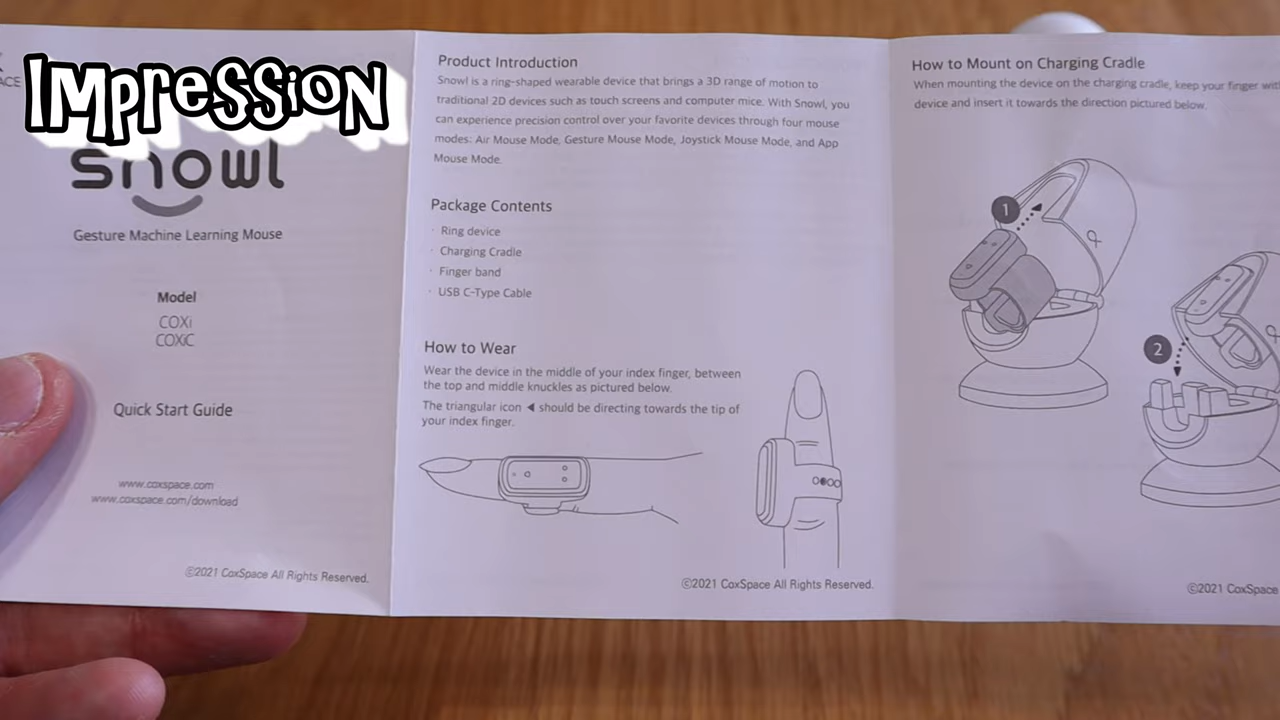 IMPRESSION
snowl
Gesture Machine Learning Mouse
Model
COXi
COXiC
Quick Start Guide
www.coxspace.com
www.coxspace.com/download
©2021 CoxSpace All Rights Reserved.
Product Introduction
Snowl is a ring-shaped wearable device that brings a 3D range of motion to
traditional 2D devices such as touch screens and computer mice. With Snowl, you
can experience precision control over your favorite devices through four mouse
modes: Air Mouse Mode, Gesture Mouse Mode, Joystick Mouse Mode, and App
Mouse Mode.
Package Contents
· Ring device
· Charging Cradle
· Finger band
· USB C-Type Cable
How to Wear
Wear the device in the middle of your index finger, between
the top and middle knuckles as pictured below.
The triangular icon ◀ should be directing towards the tip of
your index finger.
©2021 CoxSpace All Rights Reserved.
How to Mount on Charging Cradle
When mounting the device on the charging cradle, keep your finger
device and insert it towards the direction pictured below.
1
2
©2021 CoxSpace